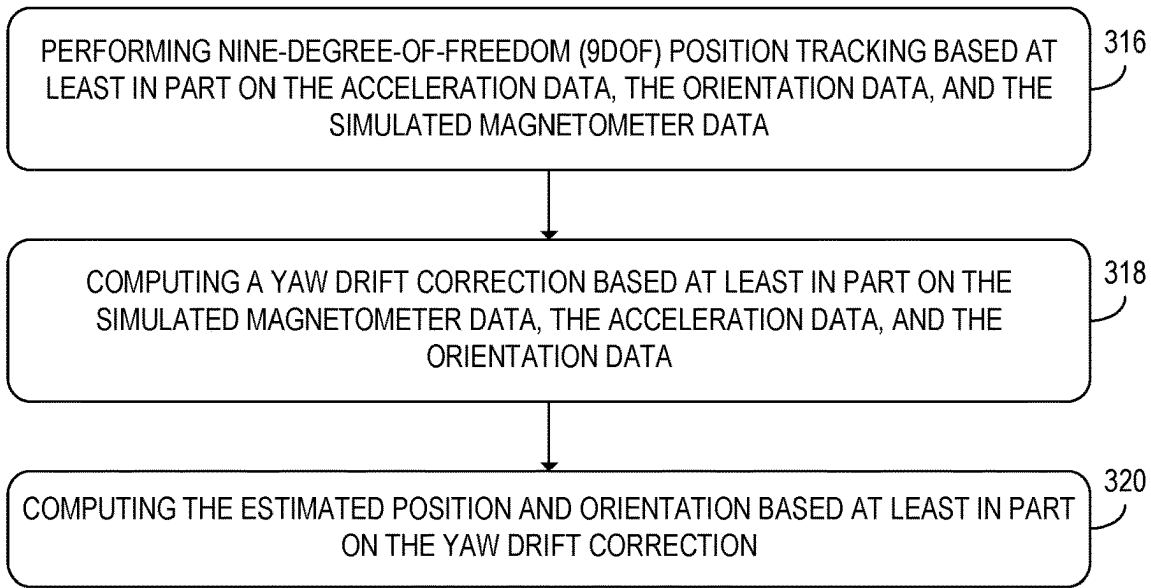 PERFORMING NINE-DEGREE-OF-FREEDOM (9DOF) POSITION TRACKING BASED AT
LEAST IN PART ON THE ACCELERATION DATA, THE ORIENTATION DATA, AND THE
SIMULATED MAGNETOMETER DATA
316
COMPUTING A YAW DRIFT CORRECTION BASED AT LEAST IN PART ON THE
SIMULATED MAGNETOMETER DATA, THE ACCELERATION DATA, AND THE
ORIENTATION DATA
318
COMPUTING THE ESTIMATED POSITION AND ORIENTATION BASED AT LEAST IN PART
ON THE YAW DRIFT CORRECTION
320